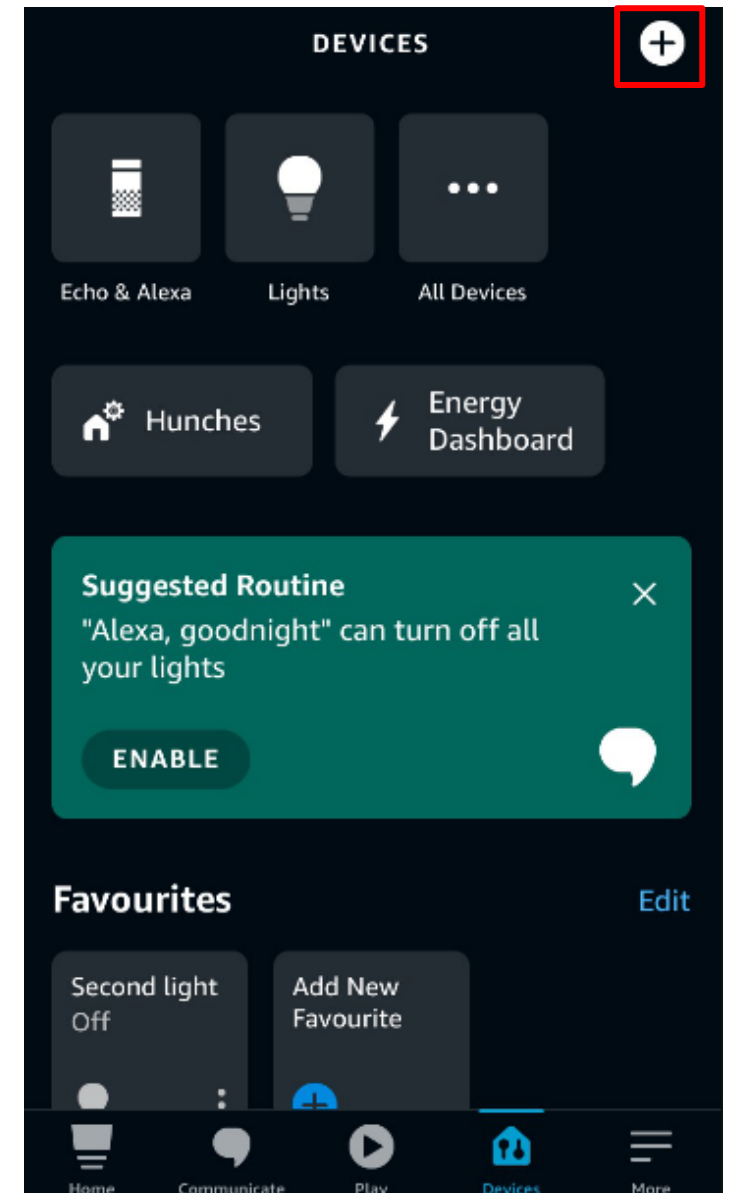 DEVICES
Echo & Alexa
Lights
All Devices
Hunches
Energy
Dashboard
Suggested Routine
"Alexa, goodnight" can turn off all
your lights
ENABLE
Favourites
Edit
Second light
Off
Add New
Favourite
Home
Communicate
Play
Devices
More